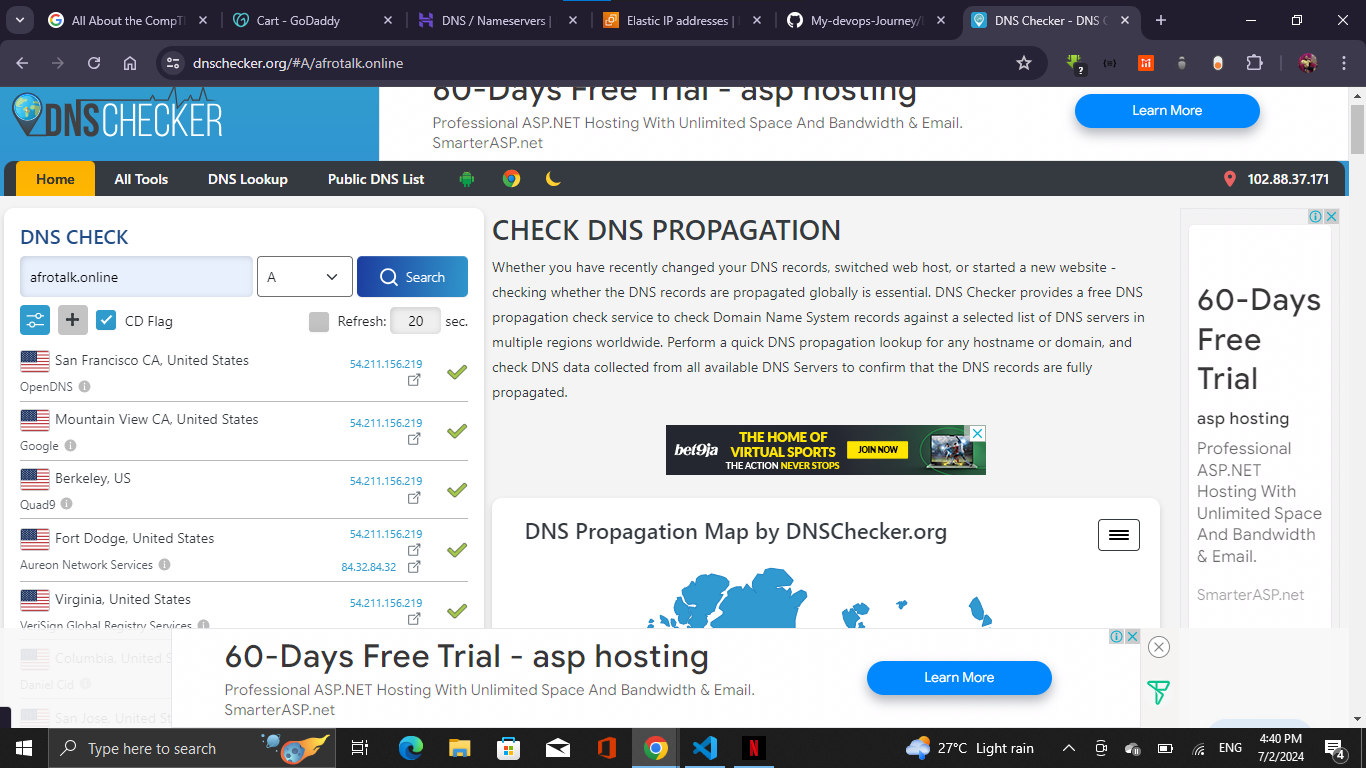 All About the CompTI
Cart - GoDaddy
DNS / Nameservers |
Elastic IP addresses |
My-devops-Journey/
DNS Checker - DNS C
dnschecker.org/#A/afrotalk.online
DNSCHECKER
60-Days Free Trial - asp hosting
Professional ASP.NET Hosting With Unlimited Space And Bandwidth & Email.
SmarterASP.net
Learn More
Home
All Tools
DNS Lookup
Public DNS List
102.88.37.171
DNS CHECK
afrotalk.online
A
Search
CD Flag
Refresh:
20
sec.
San Francisco CA, United States
54.211.156.219
OpenDNS
Mountain View CA, United States
54.211.156.219
Google
Berkeley, US
54.211.156.219
Quad9
Fort Dodge, United States
54.211.156.219
Aureon Network Services
84.32.84.32
Virginia, United States
54.211.156.219
VeriSign Global Registry Services
Columbia, United S
Daniel Cid
San Jose, United St
CHECK DNS PROPAGATION
Whether you have recently changed your DNS records, switched web host, or started a new website -
checking whether the DNS records are propagated globally is essential. DNS Checker provides a free DNS
propagation check service to check Domain Name System records against a selected list of DNS servers in
multiple regions worldwide. Perform a quick DNS propagation lookup for any hostname or domain, and
check DNS data collected from all available DNS Servers to confirm that the DNS records are fully
propagated.
bet9ja
THE HOME OF
VIRTUAL SPORTS
THE ACTION NEVER STOPS
JOIN NOW
DNS Propagation Map by DNSChecker.org
60-Days
Free
Trial
asp hosting
Professional
ASP.NET
Hosting With
Unlimited Space
And Bandwidth
& Email.
SmarterASP.net
60-Days Free Trial - asp hosting
Professional ASP.NET Hosting With Unlimited Space And Bandwidth & Email.
SmarterASP.net
Learn More
Type here to search
27°C Light rain
ENG
4:40 PM
7/2/2024
4